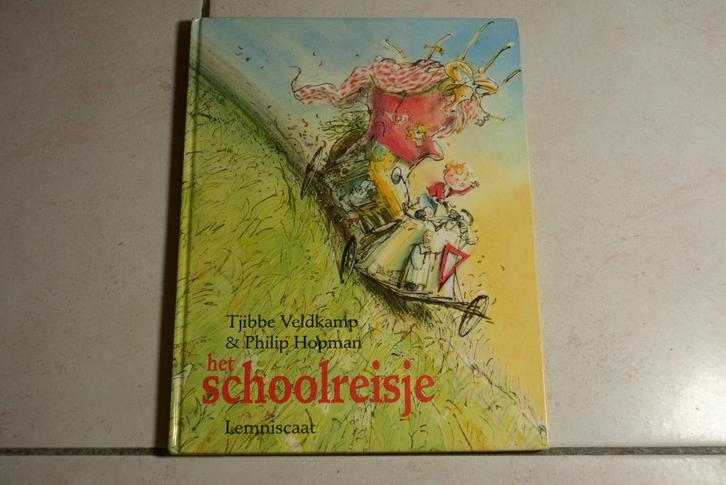 Tjibbe Veldkamp
& Philip Hopman
het
schoolreisje
Lemniscaat